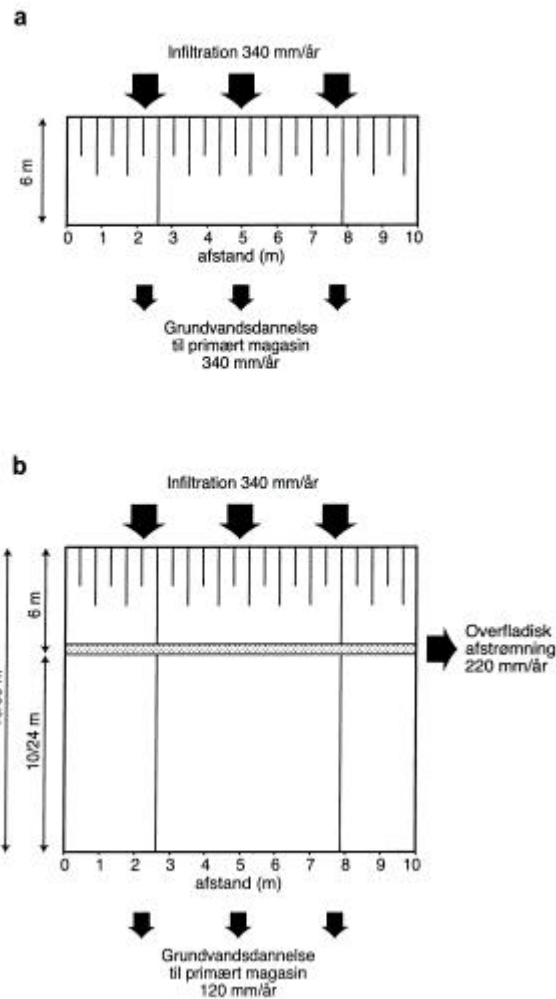 a
Infiltration 340 mm/år
6 m
0 1 2 3 4 5 6 7 8 9 10
afstand (m)
Grundvandsdannelse
til primært magasin
340 mm/år
b
Infiltration 340 mm/år
6 m
10/24 m
Overfladisk
afstrømning
220 mm/år
0 1 2 3 4 5 6 7 8 9 10
afstand (m)
Grundvandsdannelse
til primært magasin
120 mm/år